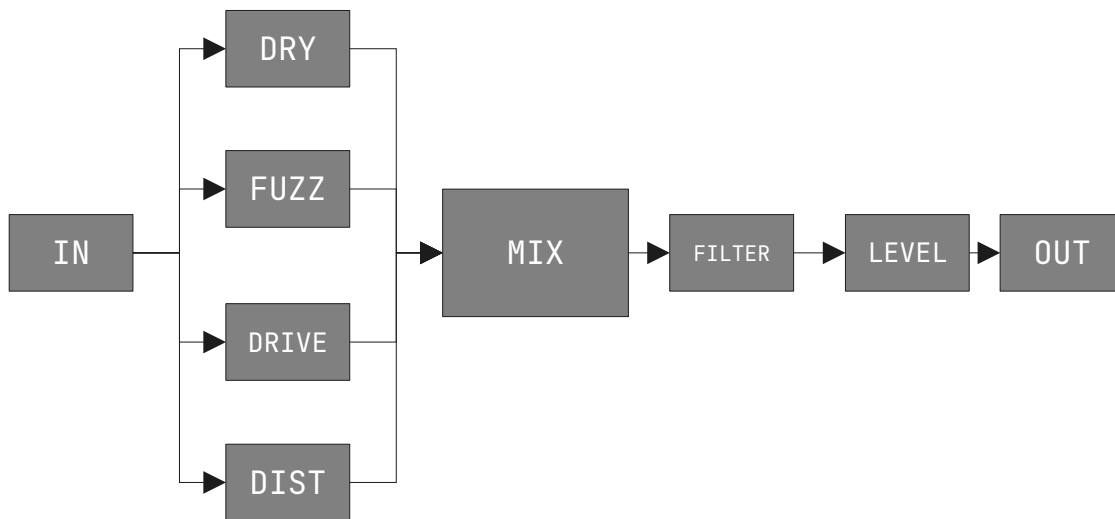 DRY
FUZZ
IN
MIX
FILTER
LEVEL
OUT
DRIVE
DIST